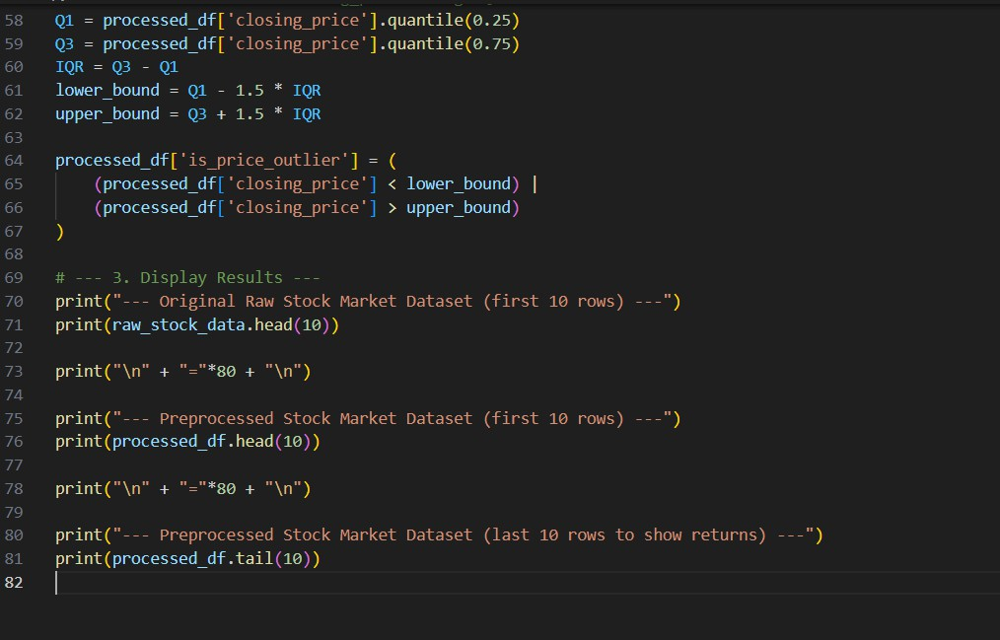 58 Q1 = processed_df['closing_price'].quantile(0.25)
59 Q3 = processed_df['closing_price'].quantile(0.75)
60 IQR = Q3 - Q1
61 lower_bound = Q1 - 1.5 * IQR
62 upper_bound = Q3 + 1.5 * IQR
63
64 processed_df['is_price_outlier'] = (
65     (processed_df['closing_price'] < lower_bound) |
66     (processed_df['closing_price'] > upper_bound)
67 )
68
69 # --- 3. Display Results ---
70 print("--- Original Raw Stock Market Dataset (first 10 rows) ---")
71 print(raw_stock_data.head(10))
72
73 print("\n" + "="*80 + "\n")
74
75 print("--- Preprocessed Stock Market Dataset (first 10 rows) ---")
76 print(processed_df.head(10))
77
78 print("\n" + "="*80 + "\n")
79
80 print("--- Preprocessed Stock Market Dataset (last 10 rows to show returns) ---")
81 print(processed_df.tail(10))
82